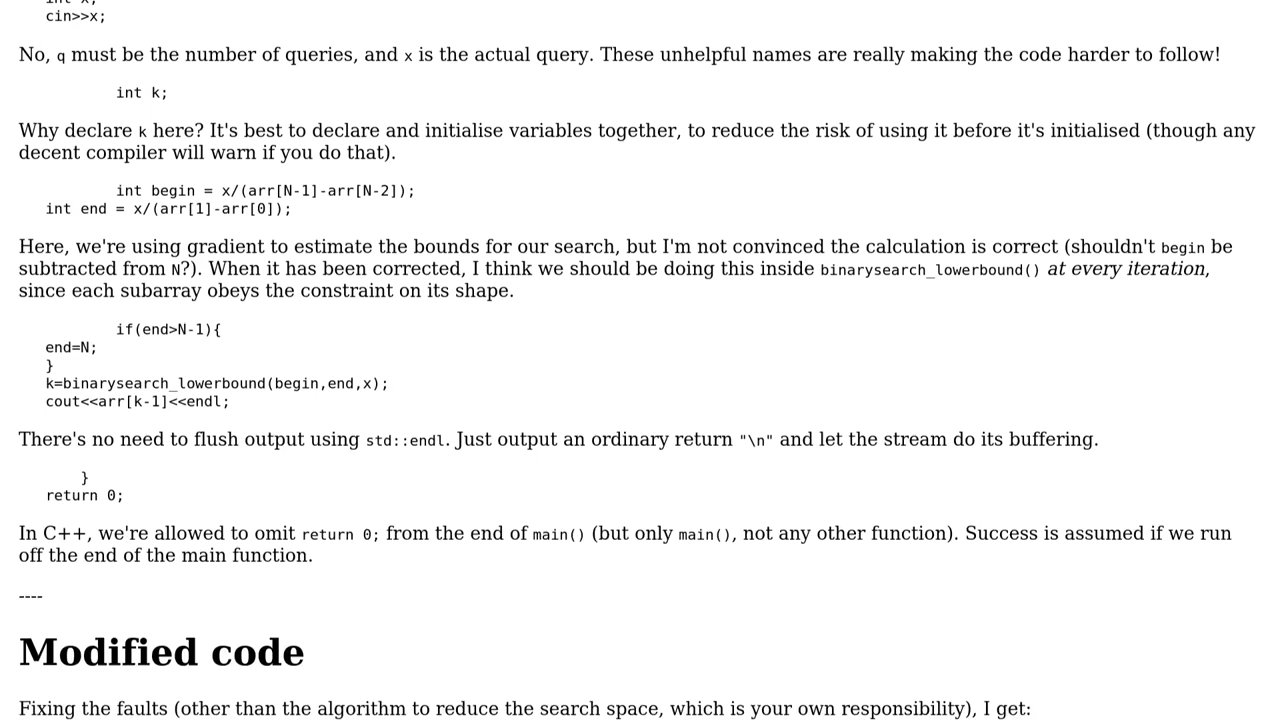 cin>>x;
No, q must be the number of queries, and x is the actual query. These unhelpful names are really making the code harder to follow!
int k;
Why declare k here? It's best to declare and initialise variables together, to reduce the risk of using it before it's initialised (though any
decent compiler will warn if you do that).
int begin = x/(arr[N-1]-arr[N-2]);
int end = x/(arr[1]-arr[0]);
Here, we're using gradient to estimate the bounds for our search, but I'm not convinced the calculation is correct (shouldn't begin be
subtracted from N?). When it has been corrected, I think we should be doing this inside binarysearch_lowerbound() at every iteration,
since each subarray obeys the constraint on its shape.
if(end>N-1){
end=N;
}
k=binarysearch_lowerbound(begin,end,x);
cout<<arr[k-1]<<endl;
There's no need to flush output using std::endl. Just output an ordinary return "\n" and let the stream do its buffering.
}
return 0;
In C++, we're allowed to omit return 0; from the end of main() (but only main(), not any other function). Success is assumed if we run
off the end of the main function.
----
Modified code
Fixing the faults (other than the algorithm to reduce the search space, which is your own responsibility), I get: